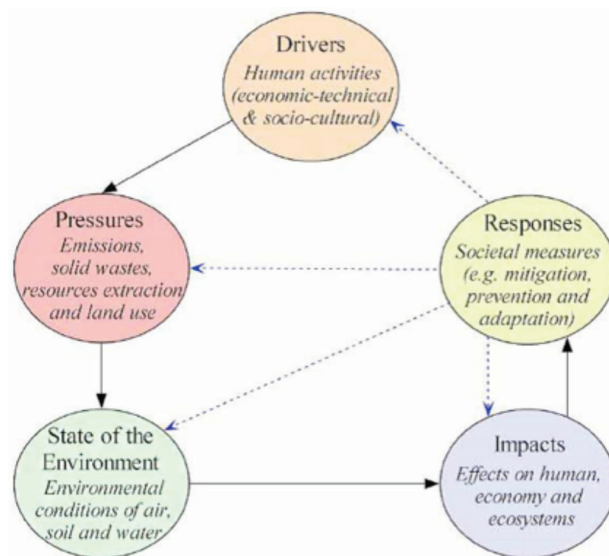 Drivers
Human activities
(economic-technical
& socio-cultural)
Pressures
Emissions,
solid wastes,
resources extraction
and land use
Responses
Societal measures
(e.g. mitigation,
prevention and
adaptation)
State of the
Environment
Environmental
conditions of air,
soil and water
Impacts
Effects on human,
economy and
ecosystems